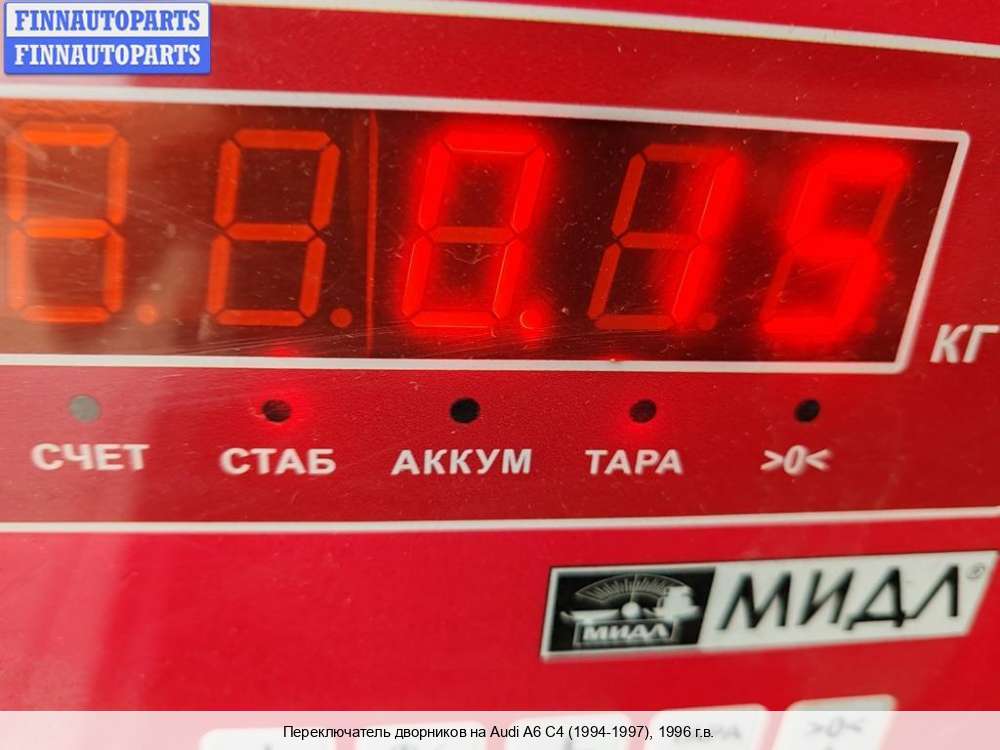 FINNAUTOPARTS
FINNAUTOPARTS
0.15
КГ
СЧЕТ СТАБ АККУМ ТАРА >0<
МИДЛ МИДЛ®
>0<
Переключатель дворников на Audi A6 C4 (1994-1997), 1996 г.в.